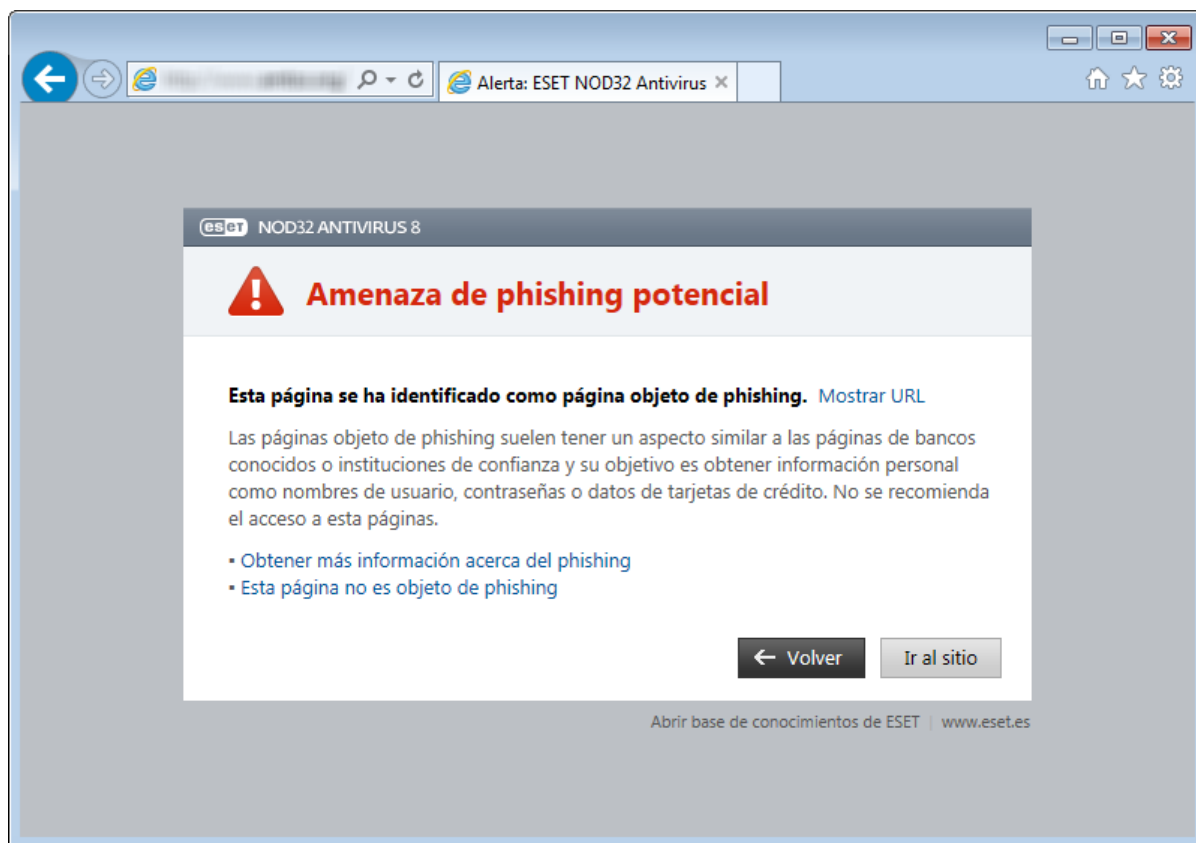 Alerta: ESET NOD32 Antivirus
eset NOD32 ANTIVIRUS 8
Amenaza de phishing potencial
Esta página se ha identificado como página objeto de phishing. Mostrar URL
Las páginas objeto de phishing suelen tener un aspecto similar a las páginas de bancos
conocidos o instituciones de confianza y su objetivo es obtener información personal
como nombres de usuario, contraseñas o datos de tarjetas de crédito. No se recomienda
el acceso a esta páginas.
▪ Obtener más información acerca del phishing
▪ Esta página no es objeto de phishing
← Volver Ir al sitio
Abrir base de conocimientos de ESET | www.eset.es